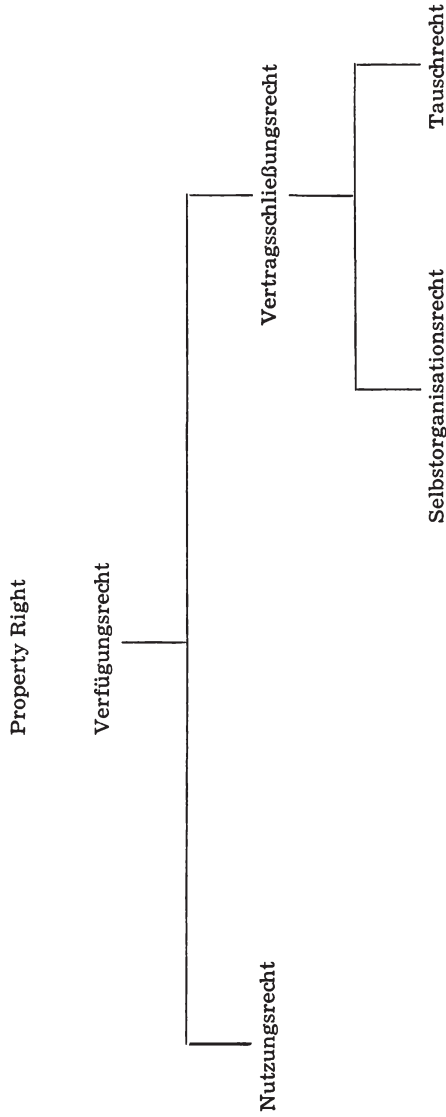 Property Right
Verfügungsrecht
Nutzungsrecht
Vertragsschließungsrecht
Selbstorganisationsrecht
Tauschrecht